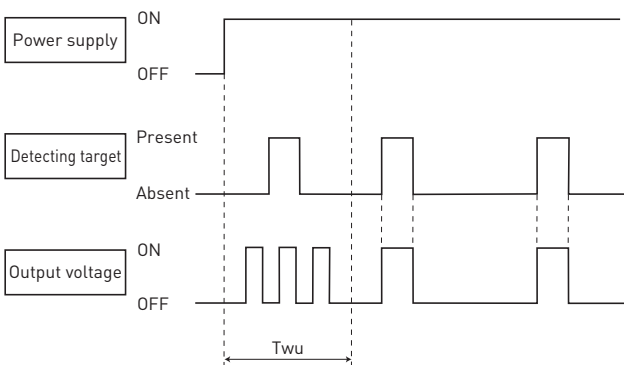 ON
Power supply
OFF
Present
Detecting target
Absent
ON
Output voltage
OFF
Twu